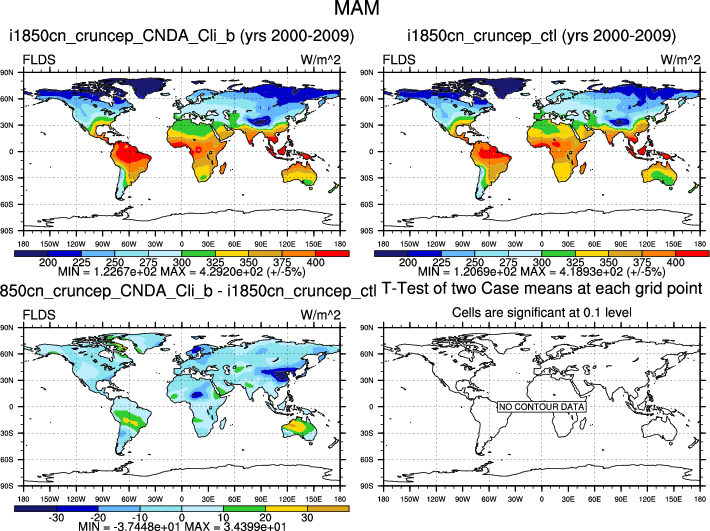 MAM
i1850cn_cruncep_CNDA_Cli_b (yrs 2000-2009)
i1850cn_cruncep_ctl (yrs 2000-2009)
FLDS W/m^2
FLDS W/m^2
90N
60N
30N
0
30S
60S
90S
180 150W 120W 90W 60W 30W 0 30E 60E 90E 120E 150E 180
90N
60N
30N
0
30S
60S
90S
180 150W 120W 90W 60W 30W 0 30E 60E 90E 120E 150E 180
200 225 250 275 300 325 350 375 400
MIN = 1.2267e+02 MAX = 4.2920e+02 (+/-5%)
200 225 250 275 300 325 350 375 400
MIN = 1.2069e+02 MAX = 4.1893e+02 (+/-5%)
850cn_cruncep_CNDA_Cli_b - i1850cn_cruncep_ctl
T-Test of two Case means at each grid point
FLDS W/m^2
Cells are significant at 0.1 level
90N
60N
30N
0
30S
60S
90S
180 150W 120W 90W 60W 30W 0 30E 60E 90E 120E 150E 180
90N
60N
30N
0
30S
60S
90S
NO CONTOUR DATA
180 150W 120W 90W 60W 30W 0 30E 60E 90E 120E 150E 180
-30 -20 -10 0 10 20 30
MIN = -3.7448e+01 MAX = 3.4399e+01